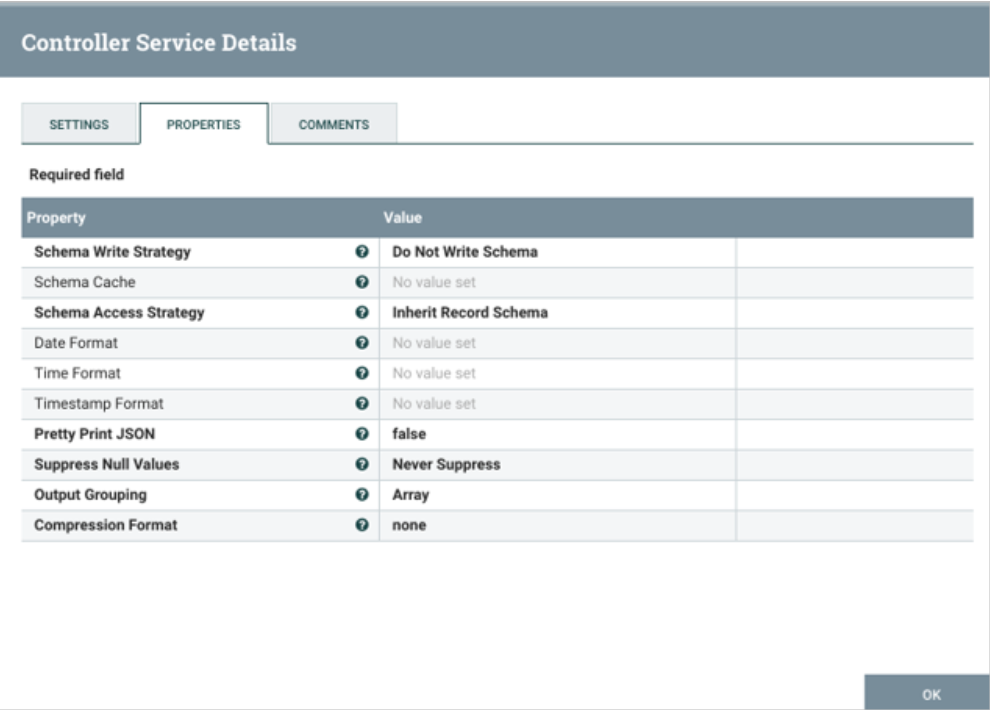 Controller Service Details
SETTINGS PROPERTIES COMMENTS
Required field
Property Value
Schema Write Strategy ? Do Not Write Schema
Schema Cache ? No value set
Schema Access Strategy ? Inherit Record Schema
Date Format ? No value set
Time Format ? No value set
Timestamp Format ? No value set
Pretty Print JSON ? false
Suppress Null Values ? Never Suppress
Output Grouping ? Array
Compression Format ? none
OK